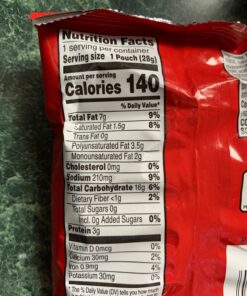 Nutrition Facts
1 serving per container
Serving size 1 Pouch (28g)
Amount per serving
Calories 140
% Daily Value*
Total Fat 7g 9%
Saturated Fat 1.5g 8%
Trans Fat 0g
Polyunsaturated Fat 3.5g
Monounsaturated Fat 2g
Cholesterol 0mg 0%
Sodium 210mg 9%
Total Carbohydrate 16g 6%
Dietary Fiber <1g 2%
Total Sugars 0g
Incl. 0g Added Sugars 0%
Protein 3g
Vitamin D 0mcg 0%
Calcium 30mg 2%
Iron 0.9mg 4%
Potassium 30mg 0%
* The % Daily Value (DV) tells you how much